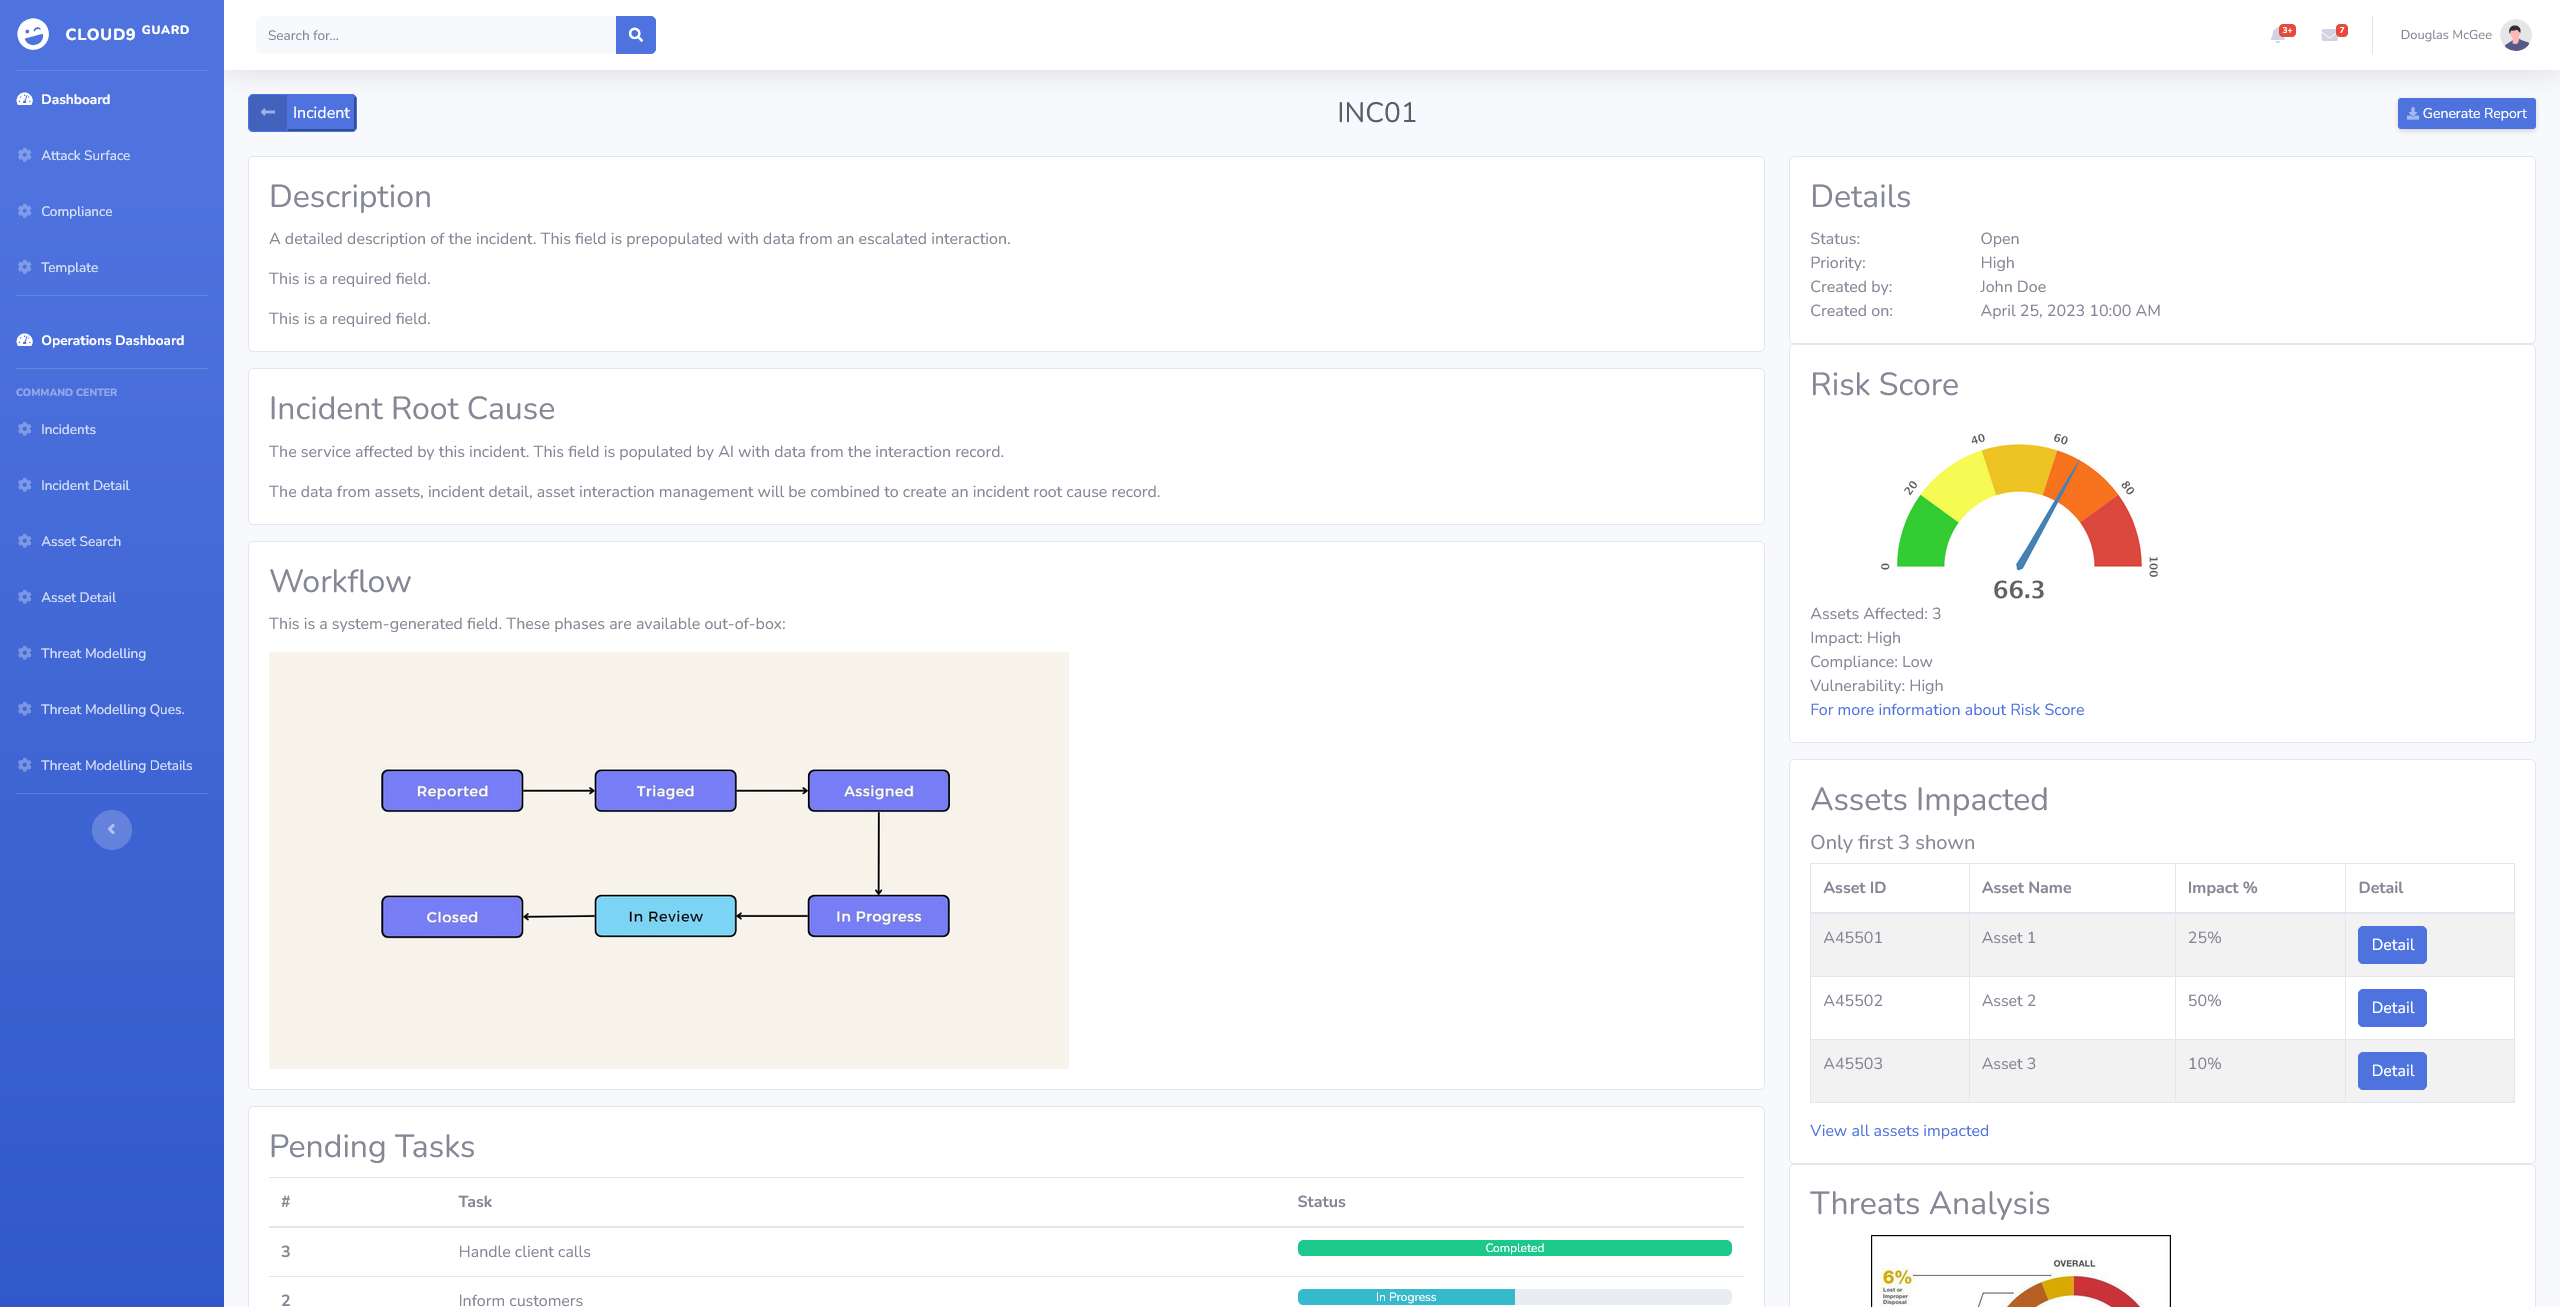 CLOUD9 GUARD
Dashboard
Attack Surface
Compliance
Template
Operations Dashboard
COMMAND CENTER
Incidents
Incident Detail
Asset Search
Asset Detail
Threat Modelling
Threat Modelling Ques.
Threat Modelling Details
Search for...
3+
7
Douglas McGee
Incident
INC01
Generate Report
Description
A detailed description of the incident. This field is prepopulated with data from an escalated interaction.
This is a required field.
This is a required field.
Incident Root Cause
The service affected by this incident. This field is populated by AI with data from the interaction record.
The data from assets, incident detail, asset interaction management will be combined to create an incident root cause record.
Workflow
This is a system-generated field. These phases are available out-of-box:
Reported
Triaged
Assigned
Closed
In Review
In Progress
Pending Tasks
# Task Status
3 Handle client calls Completed
2 Inform customers In Progress
Details
Status: Open
Priority: High
Created by: John Doe
Created on: April 25, 2023 10:00 AM
Risk Score
0
20
40
60
80
100
66.3
Assets Affected: 3
Impact: High
Compliance: Low
Vulnerability: High
For more information about Risk Score
Assets Impacted
Only first 3 shown
Asset ID Asset Name Impact % Detail
A45501 Asset 1 25% Detail
A45502 Asset 2 50% Detail
A45503 Asset 3 10% Detail
View all assets impacted
Threats Analysis
OVERALL
6%
Lost or
Improper
Disposal